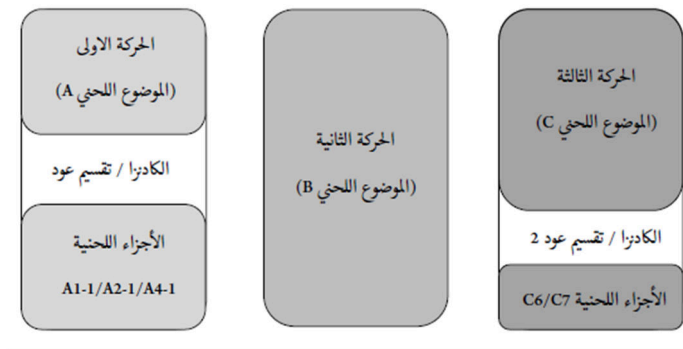 الحركة الاولى
(الموضوع اللحني A)
الكادنزا / تقسيم عود
الأجزاء اللحنية
A1-1/A2-1/A4-1
الحركة الثانية
(الموضوع اللحني B)
الحركة الثالثة
(الموضوع اللحني C)
الكادنزا / تقسيم عود 2
الأجزاء اللحنية C6/C7